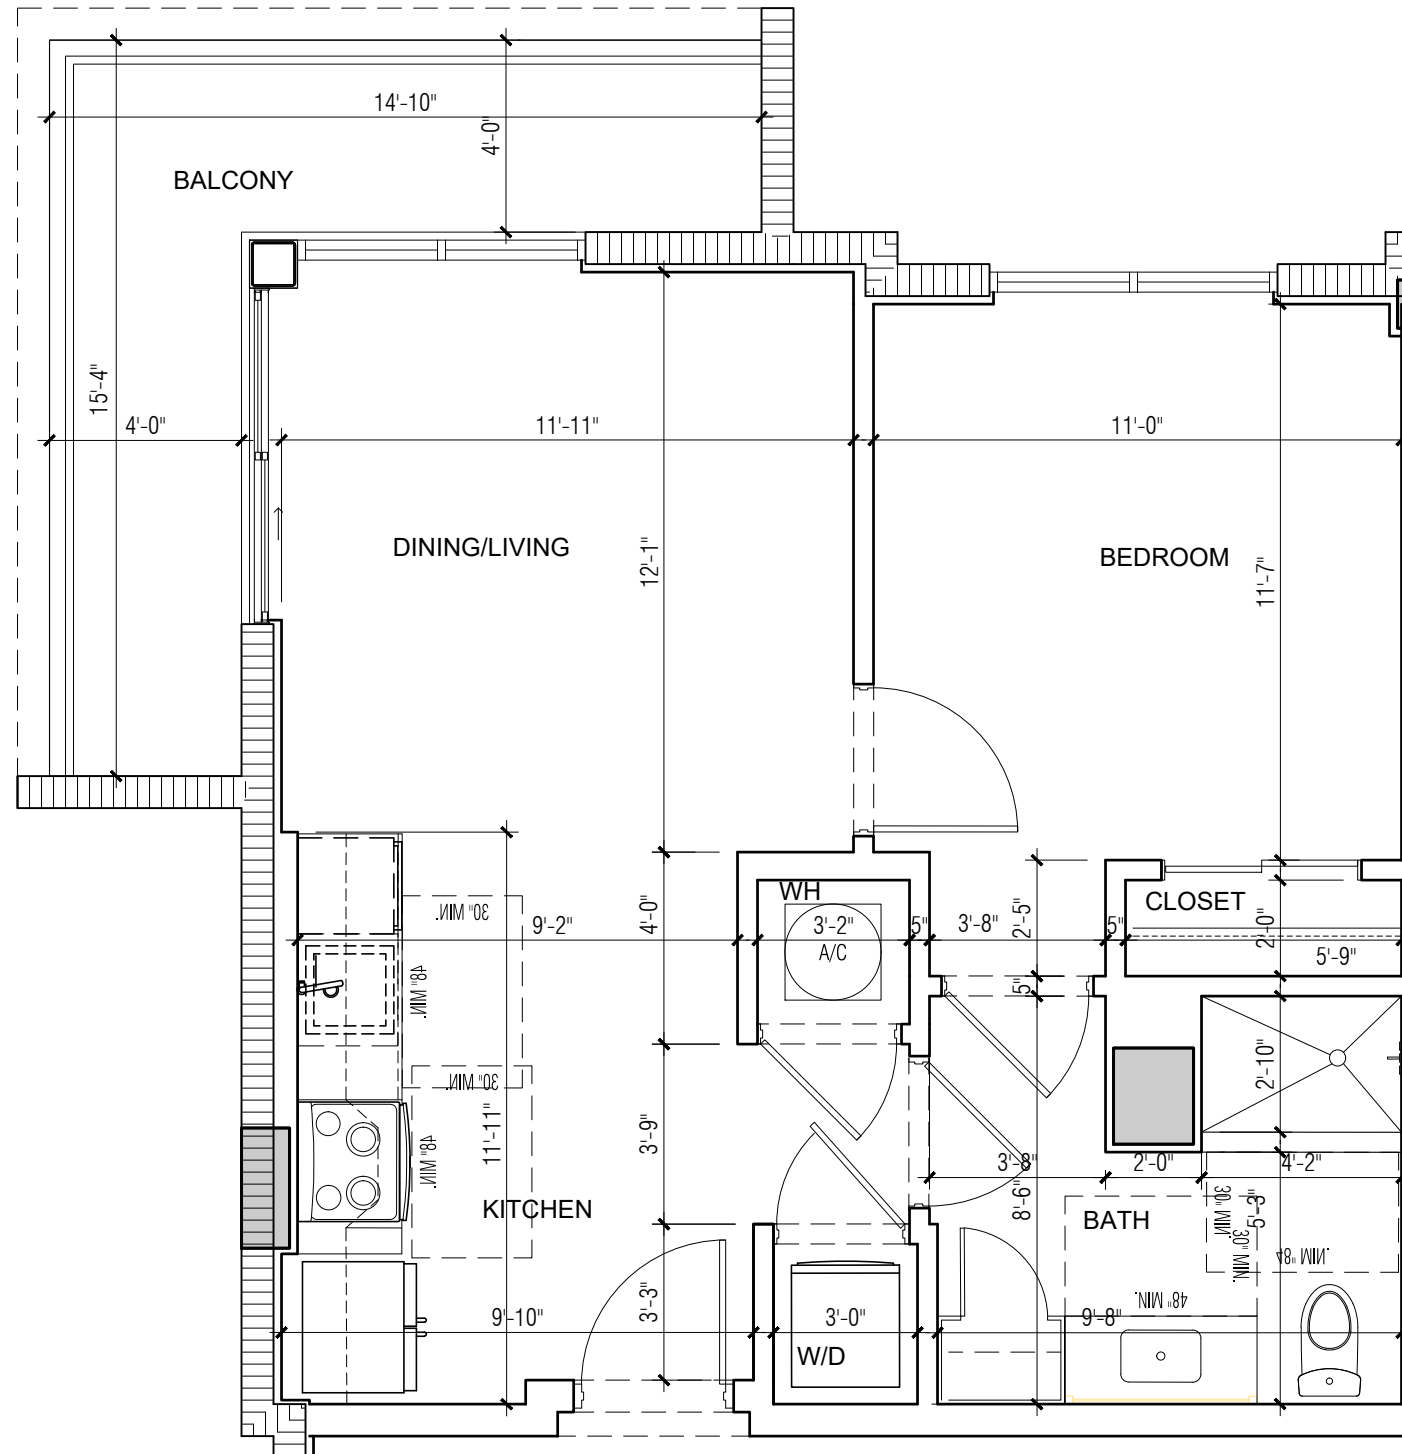 14'-10"
4'-0"
BALCONY
15'-4"
4'-0"
11'-11"
11'-0"
DINING/LIVING
12'-1"
BEDROOM
11'-7"
WH
CLOSET
30" MIN.
9'-2"
4'-0"
3'-2"
5"
3'-8"
2'-5"
5"
2'-0"
A/C
5'-9"
48" MIN.
5"
30" MIN.
2'-10"
11'-11"
3'-9"
48" MIN.
3'-8"
2'-0"
4'-2"
8'-6"
KITCHEN
BATH
30" MIN.
5'-3"
30" MIN.
48" MIN.
3'-3"
48" MIN.
9'-10"
3'-0"
9'-8"
W/D